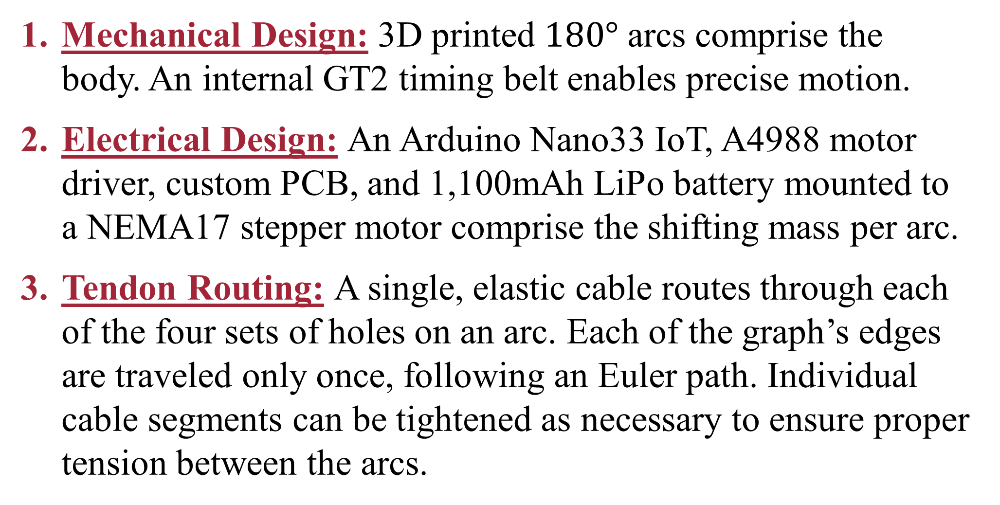 1. Mechanical Design: 3D printed 180° arcs comprise the
body. An internal GT2 timing belt enables precise motion.
2. Electrical Design: An Arduino Nano33 IoT, A4988 motor
driver, custom PCB, and 1,100mAh LiPo battery mounted to
a NEMA17 stepper motor comprise the shifting mass per arc.
3. Tendon Routing: A single, elastic cable routes through each
of the four sets of holes on an arc. Each of the graph’s edges
are traveled only once, following an Euler path. Individual
cable segments can be tightened as necessary to ensure proper
tension between the arcs.